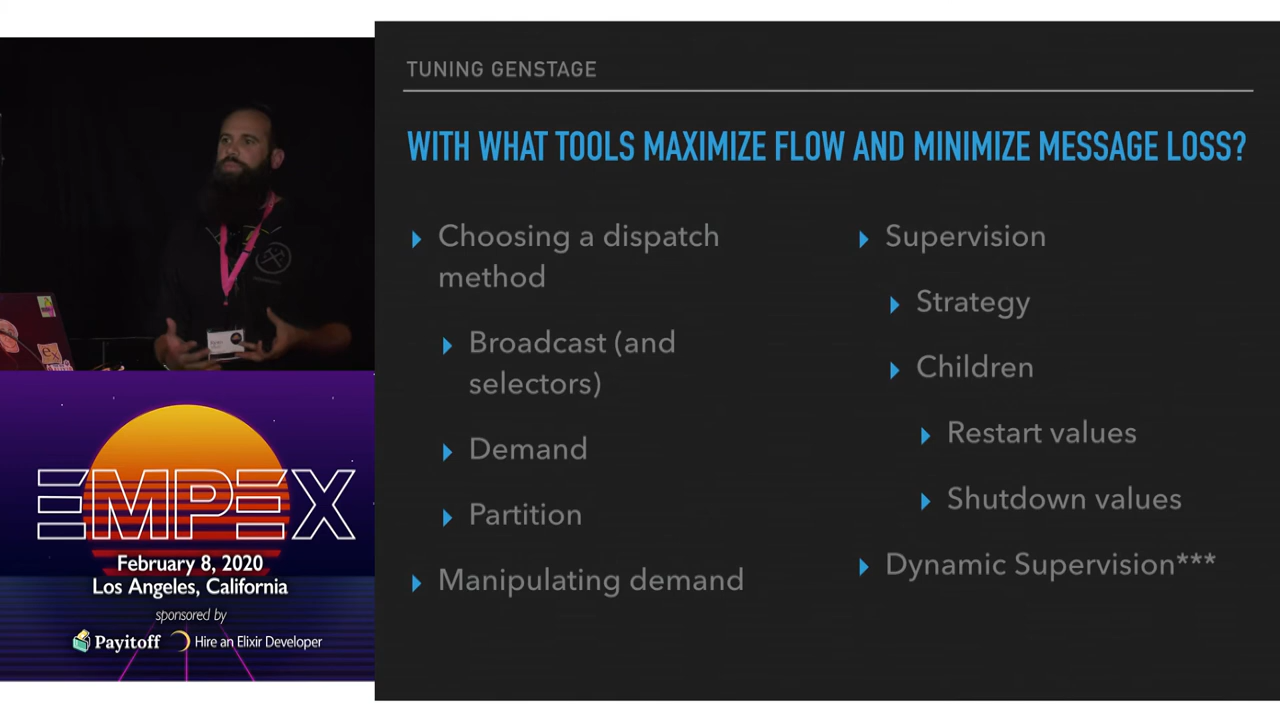 TUNING GENSTAGE
WITH WHAT TOOLS MAXIMIZE FLOW AND MINIMIZE MESSAGE LOSS?
Choosing a dispatch
method
Broadcast (and
selectors)
Demand
Partition
Manipulating demand
Supervision
Strategy
Children
Restart values
Shutdown values
Dynamic Supervision***
EMPEX
February 8, 2020
Los Angeles, California
sponsored by
Payitoff
Hire an Elixir Developer